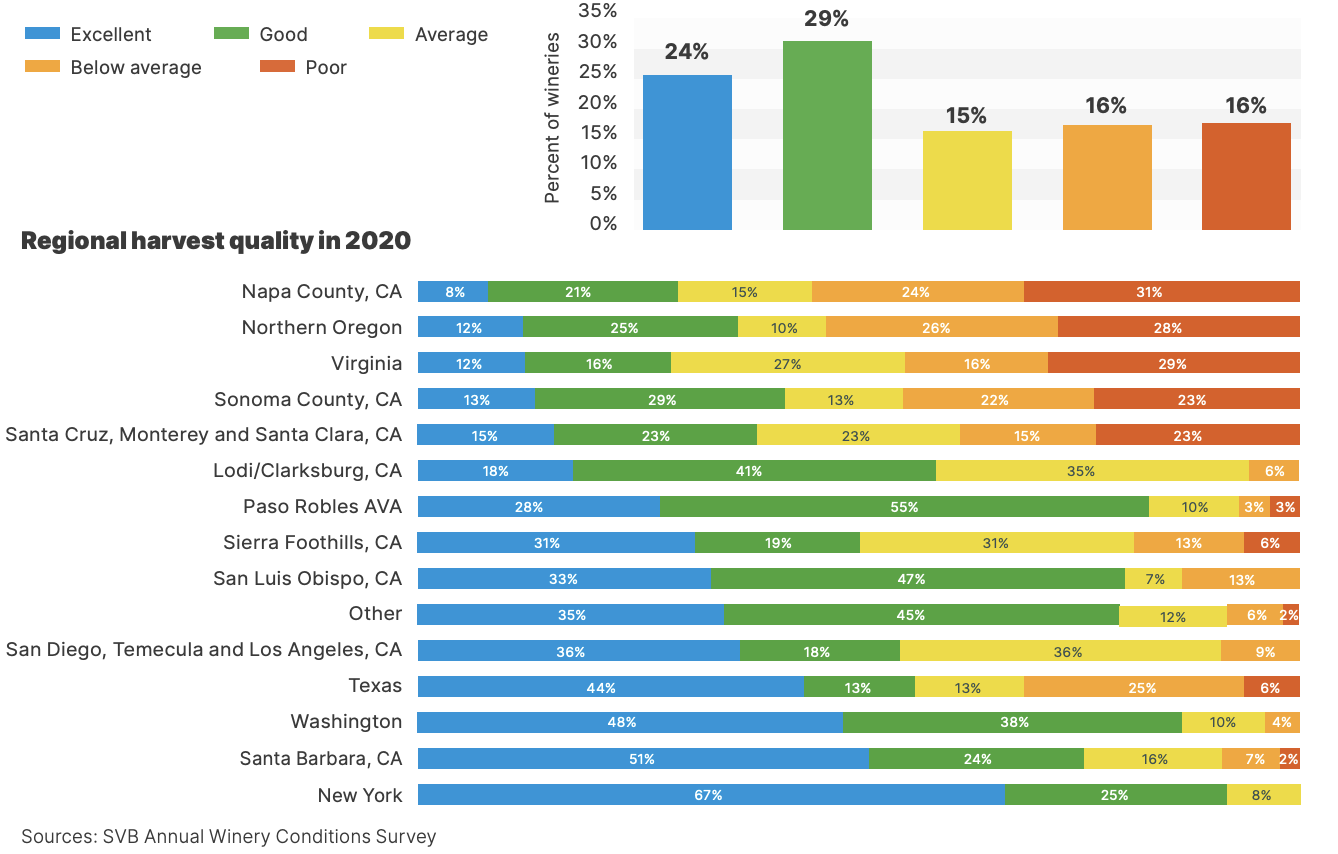 Excellent Good Average
Below average Poor
Percent of wineries
35%
30%
25%
20%
15%
10%
5%
0%
24% 29% 15% 16% 16%
Regional harvest quality in 2020
Napa County, CA 8% 21% 15% 24% 31%
Northern Oregon 12% 25% 10% 26% 28%
Virginia 12% 16% 27% 16% 29%
Sonoma County, CA 13% 29% 13% 22% 23%
Santa Cruz, Monterey and Santa Clara, CA 15% 23% 23% 15% 23%
Lodi/Clarksburg, CA 18% 41% 35% 6%
Paso Robles AVA 28% 55% 10% 3% 3%
Sierra Foothills, CA 31% 19% 31% 13% 6%
San Luis Obispo, CA 33% 47% 7% 13%
Other 35% 45% 12% 6% 2%
San Diego, Temecula and Los Angeles, CA 36% 18% 36% 9%
Texas 44% 13% 13% 25% 6%
Washington 48% 38% 10% 4%
Santa Barbara, CA 51% 24% 16% 7% 2%
New York 67% 25% 8%
Sources: SVB Annual Winery Conditions Survey